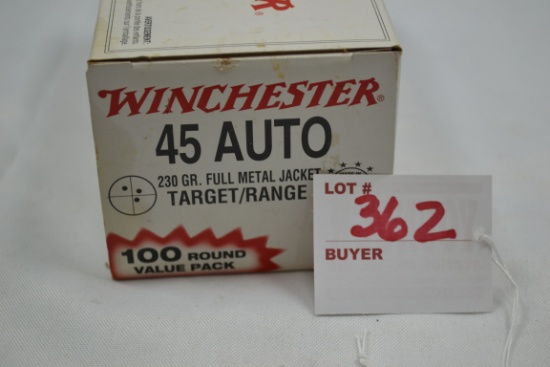 WINCHESTER®
45 AUTO
230 GR. FULL METAL JACKET
TARGET/RANGE
100 ROUND
VALUE PACK
LOT #
362
BUYER